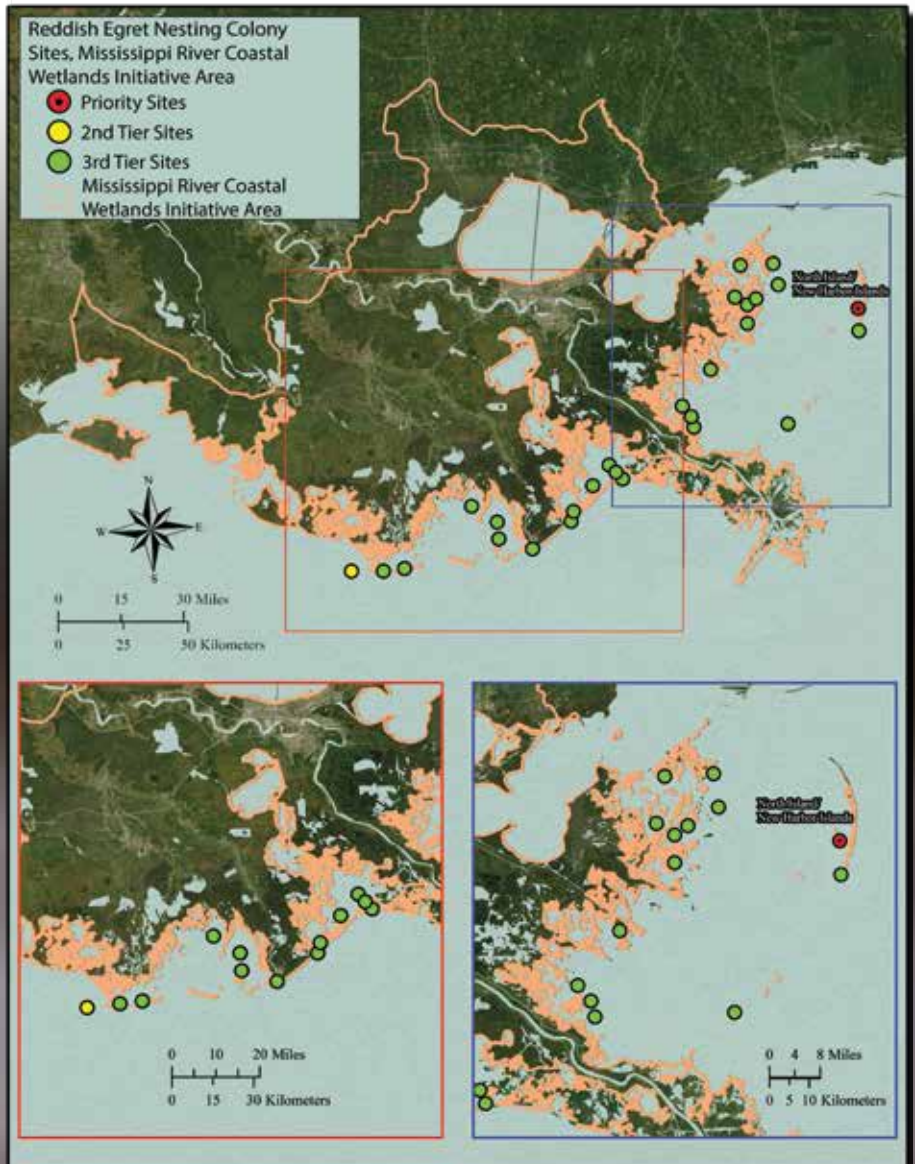 Reddish Egret Nesting Colony
Sites, Mississippi River Coastal
Wetlands Initiative Area
Priority Sites
2nd Tier Sites
3rd Tier Sites
Mississippi River Coastal
Wetlands Initiative Area
North Island/
New Harbor Islands
N
W E
S
0 15 30 Miles
0 25 50 Kilometers
North Island/
New Harbor Islands
0 10 20 Miles
0 15 30 Kilometers
0 4 8 Miles
0 5 10 Kilometers